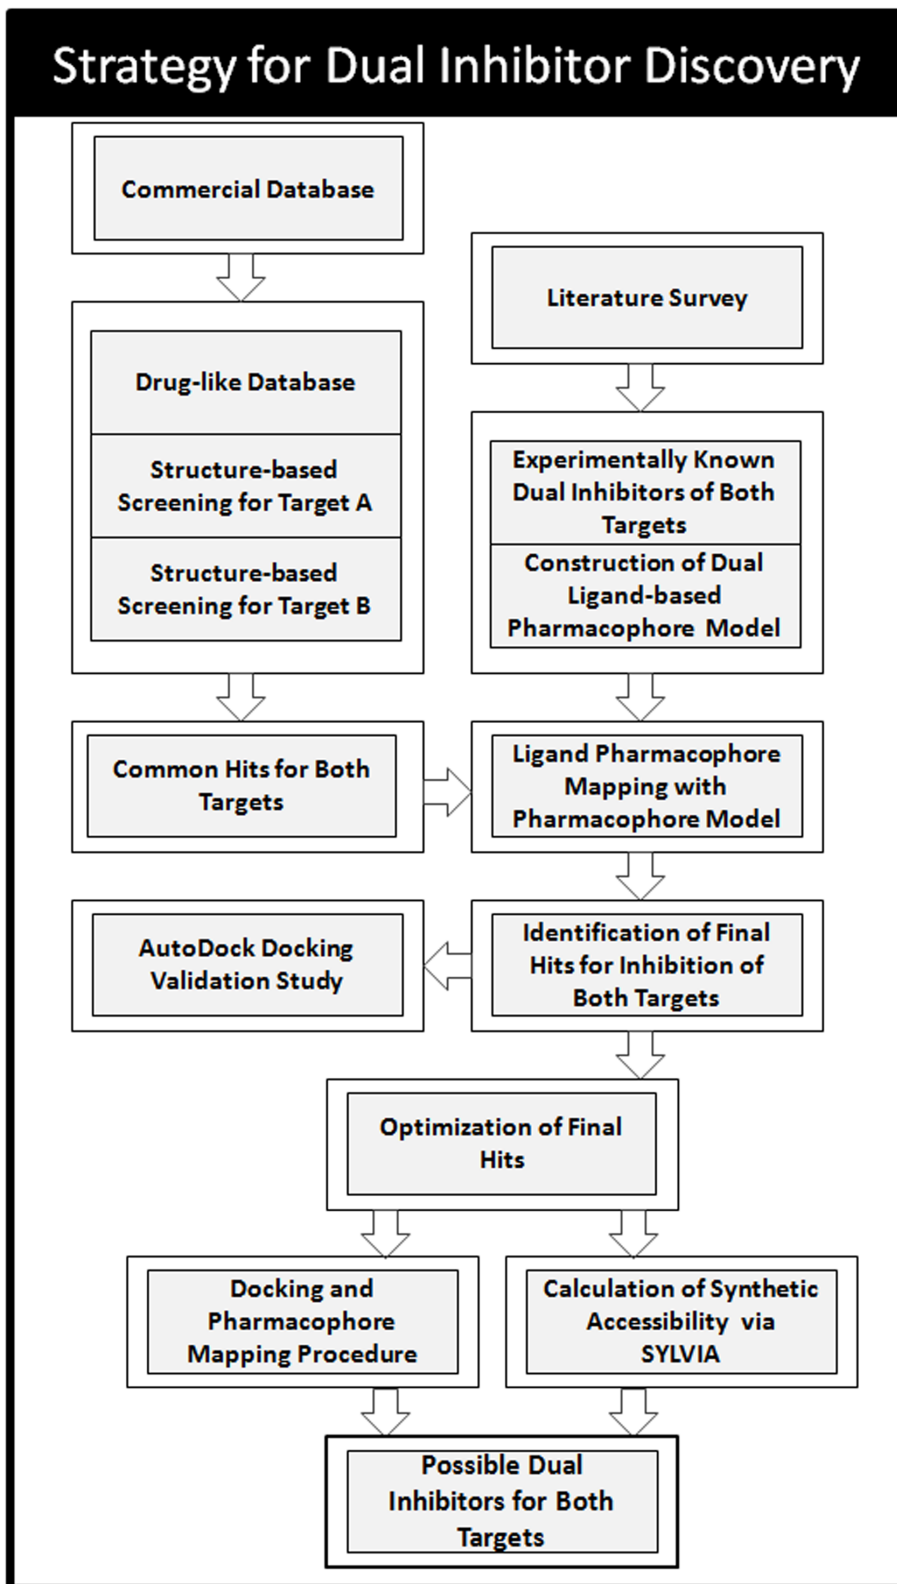 Strategy for Dual Inhibitor Discovery
Commercial Database
Literature Survey
Drug-like Database
Structure-based
Screening for Target A
Structure-based
Screening for Target B
Experimentally Known
Dual Inhibitors of Both
Targets
Construction of Dual
Ligand-based
Pharmacophore Model
Common Hits for Both
Targets
Ligand Pharmacophore
Mapping with
Pharmacophore Model
AutoDock Docking
Validation Study
Identification of Final
Hits for Inhibition of
Both Targets
Optimization of Final
Hits
Docking and
Pharmacophore
Mapping Procedure
Calculation of Synthetic
Accessibility via
SYLVIA
Possible Dual
Inhibitors for Both
Targets